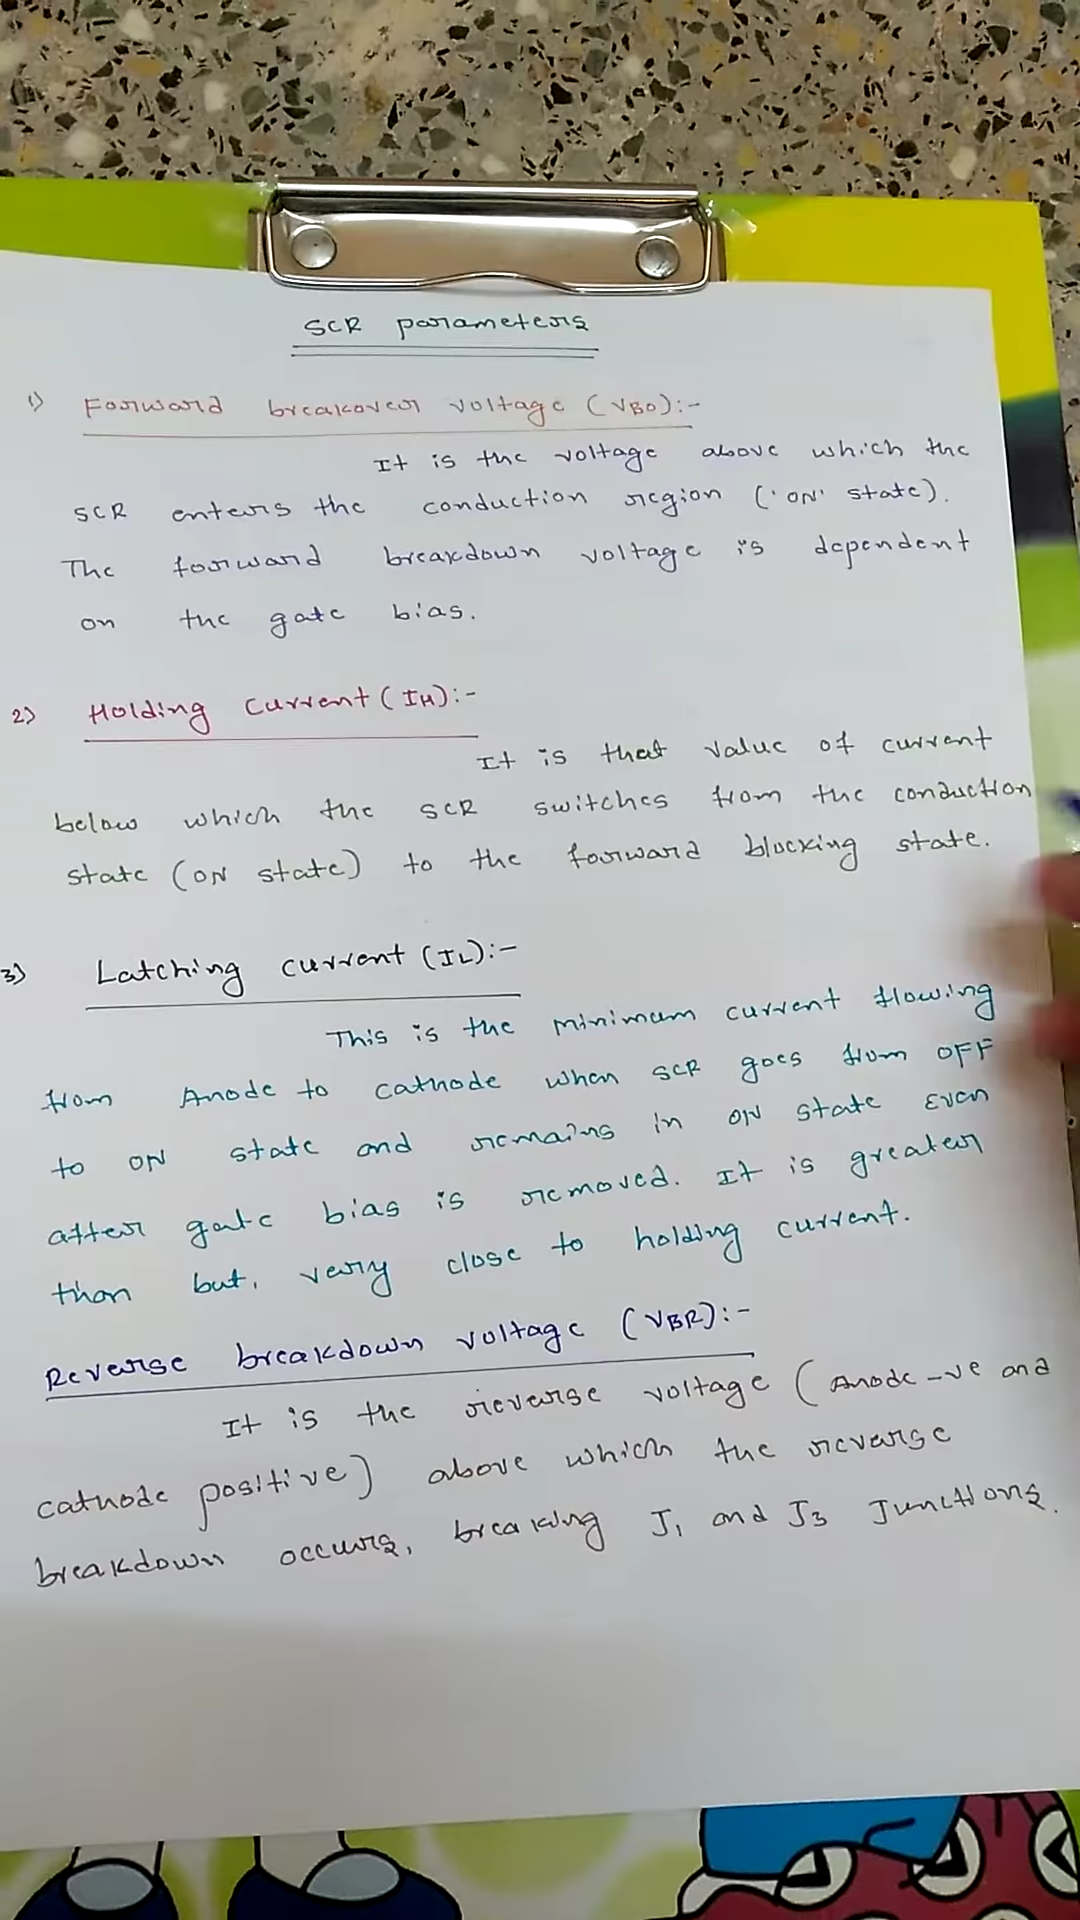 SCR parameters
1) Forward breakover voltage (VBO):-
It is the voltage above which the
SCR enters the conduction region ('ON' state).
The forward breakdown voltage is dependent
on the gate bias.
2) Holding current (IH):-
It is that value of current
below which the SCR switches from the conduction
state (ON state) to the forward blocking state.
3) Latching current (IL):-
This is the minimum current flowing
from Anode to cathode when SCR goes from OFF
to ON state and remains in ON state Even
after gate bias is removed. It is greater
than but, very close to holding current.
Reverse breakdown voltage (VBR):-
It is the reverse voltage (Anode -ve and
cathode positive) above which the reverse
breakdown occurs, breaking J1 and J3 Junctions.